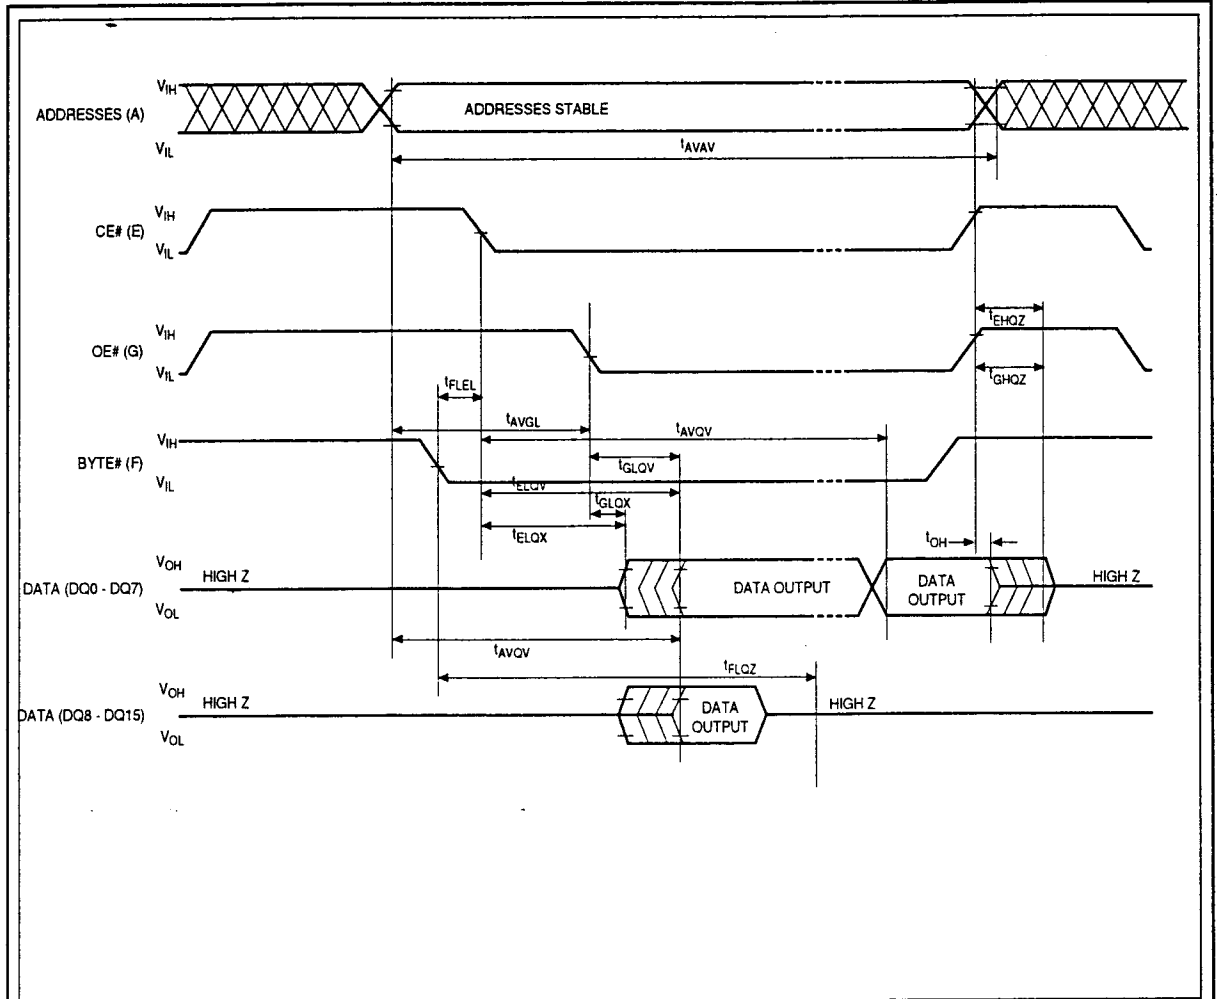 VIH
ADDRESSES (A)
ADDRESSES STABLE
VIL
tAVAV
VIH
CE# (E)
VIL
tEHQZ
VIH
OE# (G)
VIL
tGHQZ
tFLEL
tAVGL
tAVQV
VIH
BYTE# (F)
tGLQV
VIL
tELQV
tGLQX
tELQX
tOH
VOH
HIGH Z
DATA (DQ0 - DQ7)
DATA OUTPUT
DATA
OUTPUT
HIGH Z
VOL
tAVQV
tFLQZ
VOH
HIGH Z
DATA (DQ8 - DQ15)
DATA
OUTPUT
HIGH Z
VOL